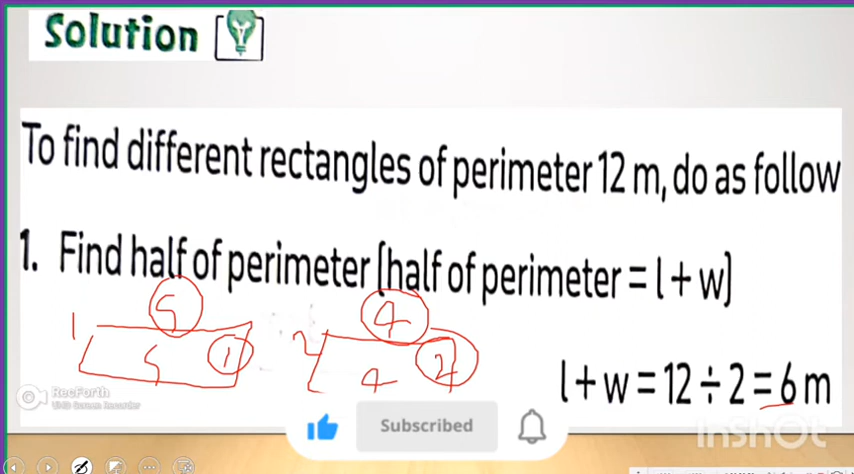 Solution
To find different rectangles of perimeter 12 m, do as follow
1. Find half of perimeter (half of perimeter = l + w)
5 4
1 5 1 2 4 2
l + w = 12 ÷ 2 = 6 m
RecForth
Subscribed
InShOt